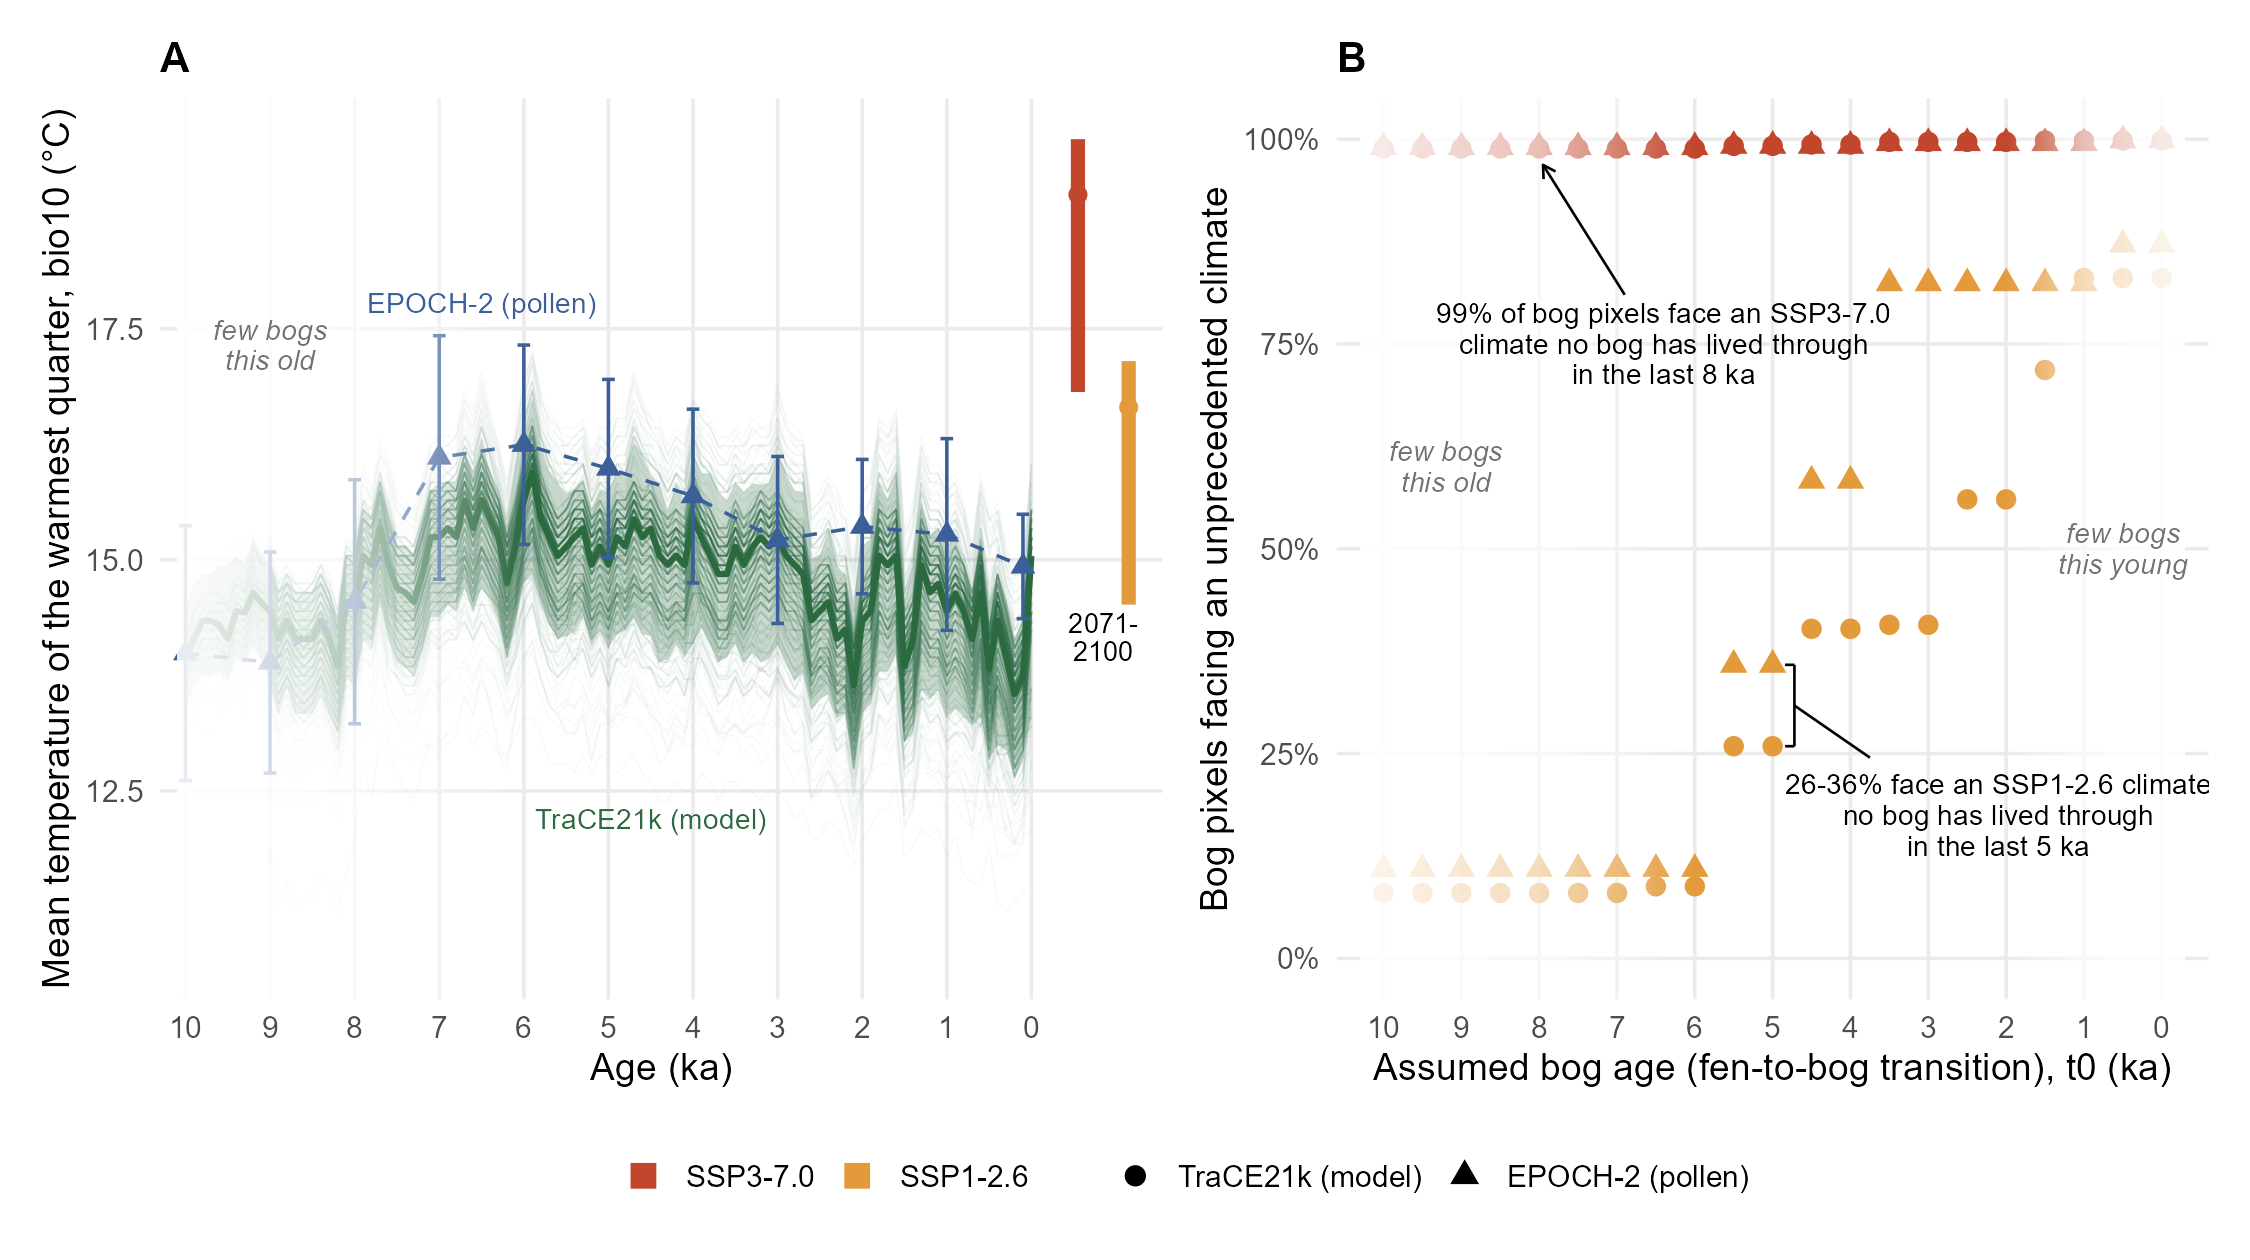 A
Mean temperature of the warmest quarter, bio10 (°C)
17.5
15.0
12.5
few bogs
this old
EPOCH-2 (pollen)
TraCE21k (model)
2071-
2100
10 9 8 7 6 5 4 3 2 1 0
Age (ka)
B
Bog pixels facing an unprecedented climate
100%
75%
50%
25%
0%
99% of bog pixels face an SSP3-7.0
climate no bog has lived through
in the last 8 ka
few bogs
this old
few bogs
this young
26-36% face an SSP1-2.6 climate
no bog has lived through
in the last 5 ka
10 9 8 7 6 5 4 3 2 1 0
Assumed bog age (fen-to-bog transition), t0 (ka)
SSP3-7.0 SSP1-2.6 TraCE21k (model) EPOCH-2 (pollen)